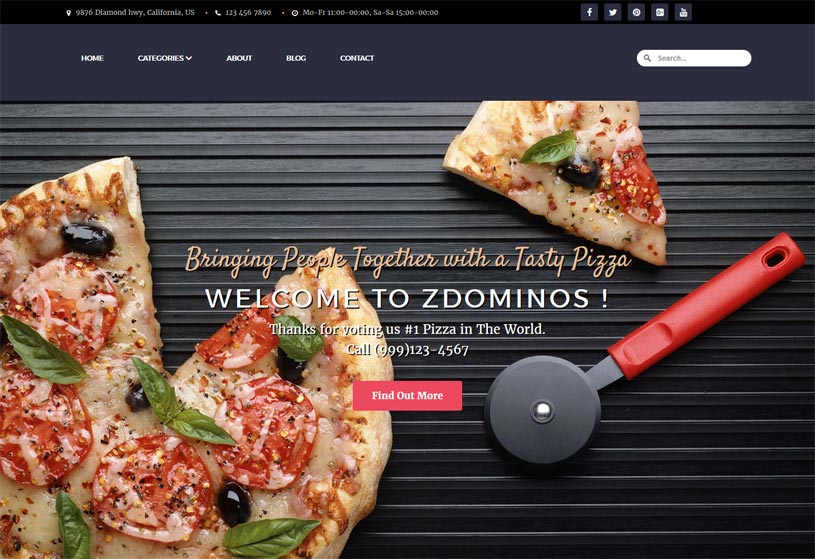 9876 Diamond hwy, California, US • 123 456 7890 • Mo-Fr 11:00-00:00, Sa-Sa 15:00-00:00
HOME CATEGORIES ABOUT BLOG CONTACT Search...
Bringing People Together with a Tasty Pizza
WELCOME TO ZDOMINOS !
Thanks for voting us #1 Pizza in The World.
Call (999)123-4567
Find Out More